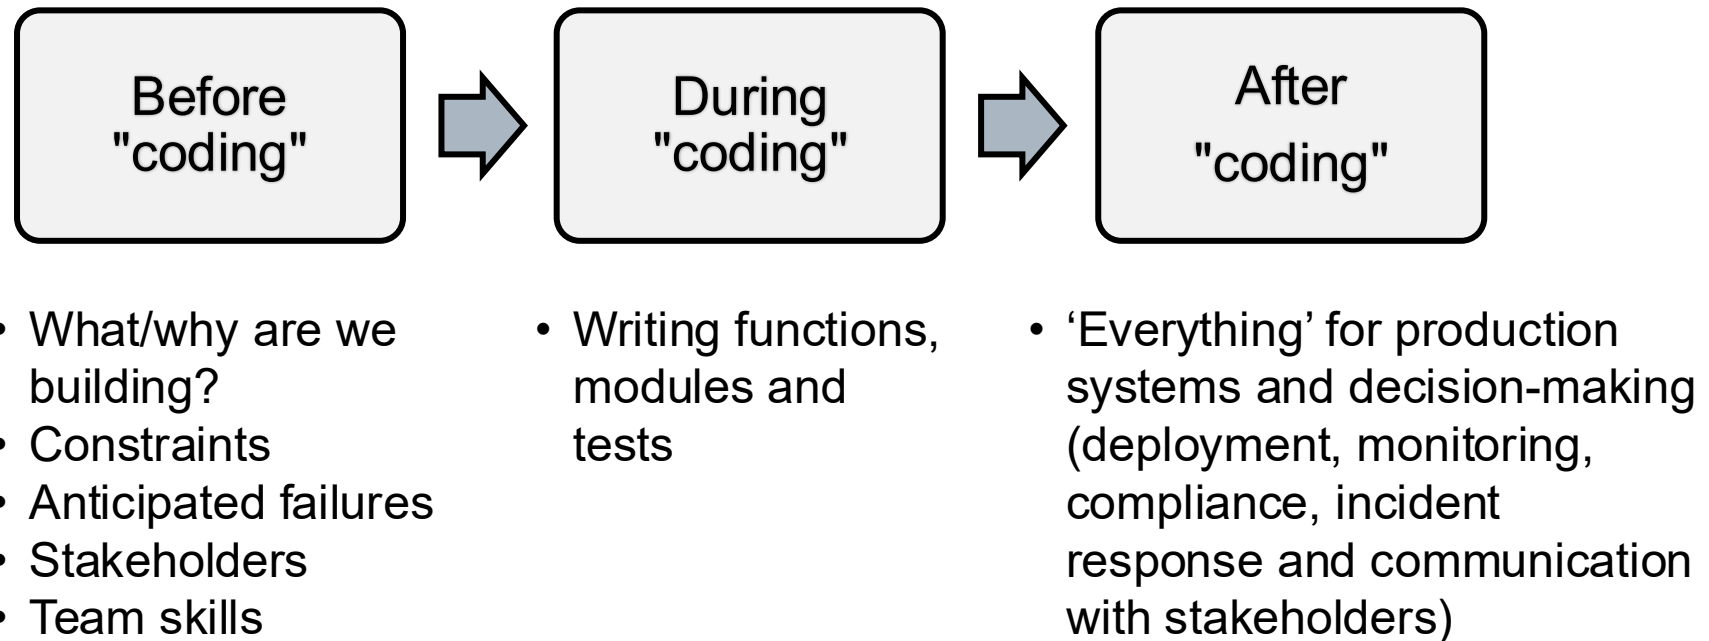 Before
"coding"
During
"coding"
After
"coding"
• What/why are we
building?
• Constraints
• Anticipated failures
• Stakeholders
• Team skills
• Writing functions,
modules and
tests
• ‘Everything’ for production
systems and decision-making
(deployment, monitoring,
compliance, incident
response and communication
with stakeholders)